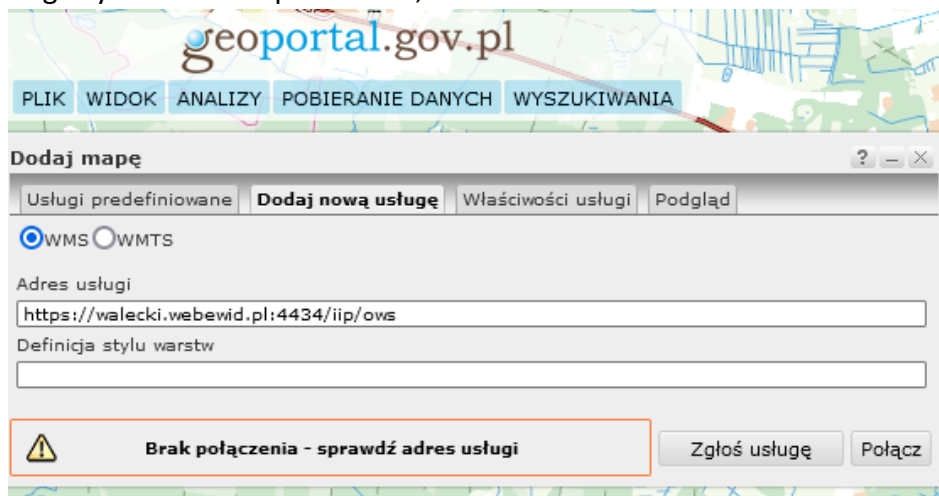 geoportal.gov.pl
PLIK WIDOK ANALIZY POBIERANIE DANYCH WYSZUKIWANIA
Dodaj mapę ? – ×
Usługi predefiniowane Dodaj nową usługę Właściwości usługi Podgląd
WMS WMTS
Adres usługi
https://walecki.webewid.pl:4434/iip/ows
Definicja stylu warstw
Brak połączenia - sprawdź adres usługi Zgłoś usługę Połącz